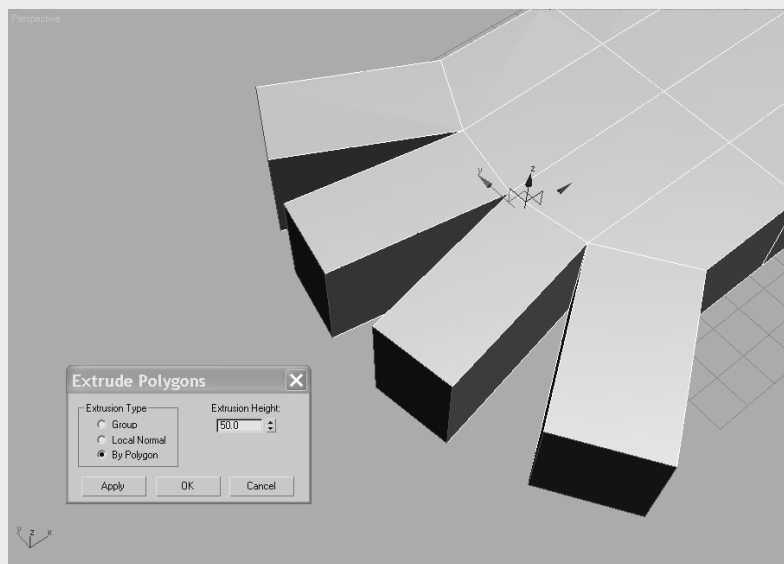 Perspective
y
z
Extrude Polygons
Extrusion Type
Group
Local Normal
By Polygon
Extrusion Height:
50.0
Apply OK Cancel
y z x